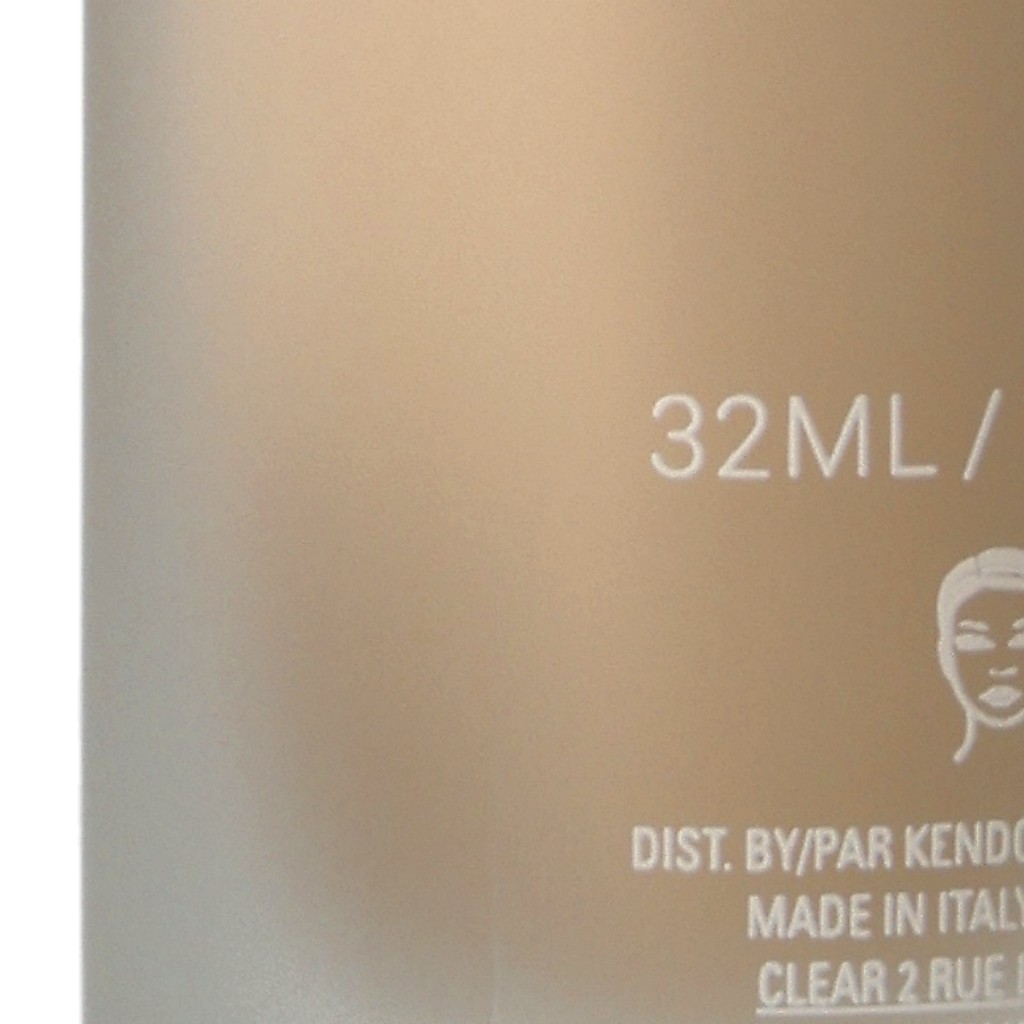 32ML /
DIST. BY/PAR KENDO
MADE IN ITALY
CLEAR 2 RUE